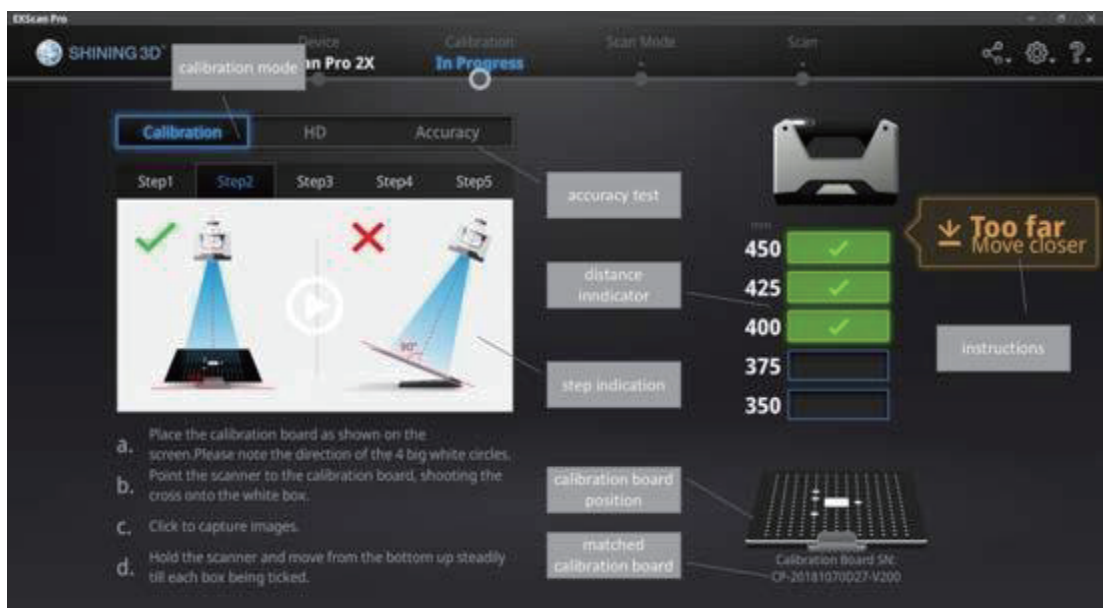 EXScan Pro
SHINING 3D
Device
an Pro 2X
Calibration
In Progress
Scan Mode
Scan
?
calibration mode
Calibration
HD
Accuracy
Step1
Step2
Step3
Step4
Step5
90°
accuracy test
distance
inndicator
step indication
mm
450
425
400
375
350
Too far
Move closer
instructions
a. Place the calibration board as shown on the
screen.Please note the direction of the 4 big white circles.
b. Point the scanner to the calibration board, shooting the
cross onto the white box.
c. Click to capture images.
d. Hold the scanner and move from the bottom up steadily
till each box being ticked.
calibration board
position
matched
calibration board
Calibration Board SN:
CP-20181070D27-V200